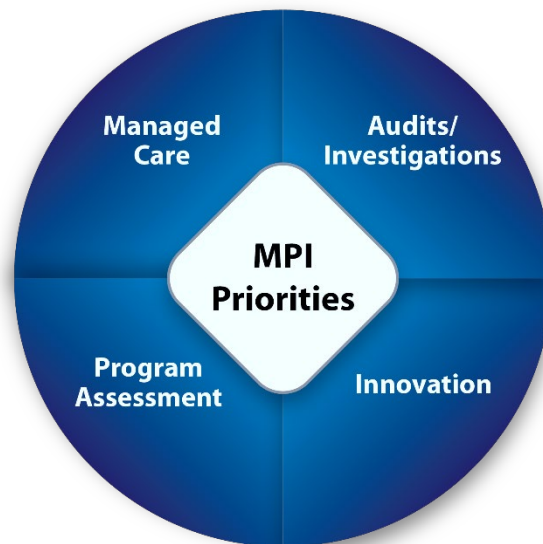 Managed
Care
Audits/
Investigations
MPI
Priorities
Program
Assessment
Innovation